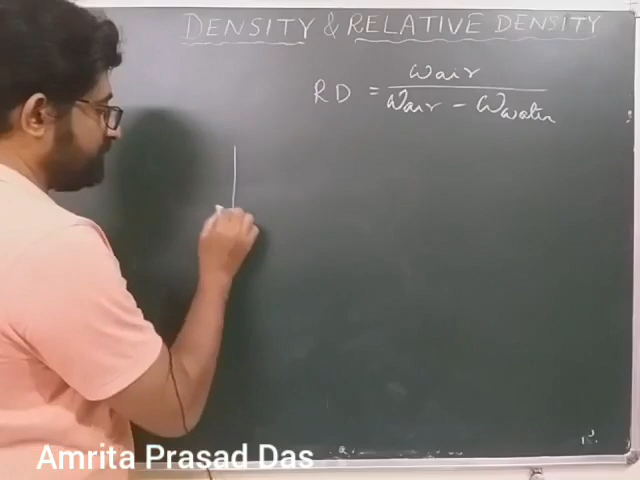 DENSITY & RELATIVE DENSITY
RD = Wair / Wair - Wwater
Amrita Prasad Das